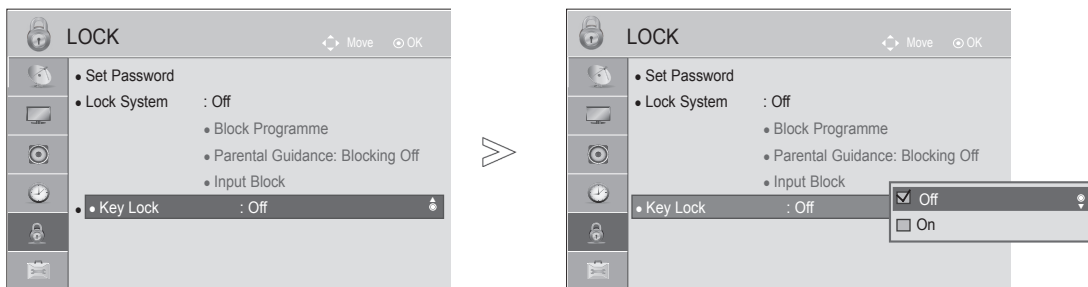 LOCK
Move OK
• Set Password
• Lock System : Off
• Block Programme
• Parental Guidance: Blocking Off
• Input Block
• • Key Lock : Off
LOCK
Move OK
• Set Password
• Lock System : Off
• Block Programme
• Parental Guidance: Blocking Off
• Input Block
• Key Lock : Off
Off
On